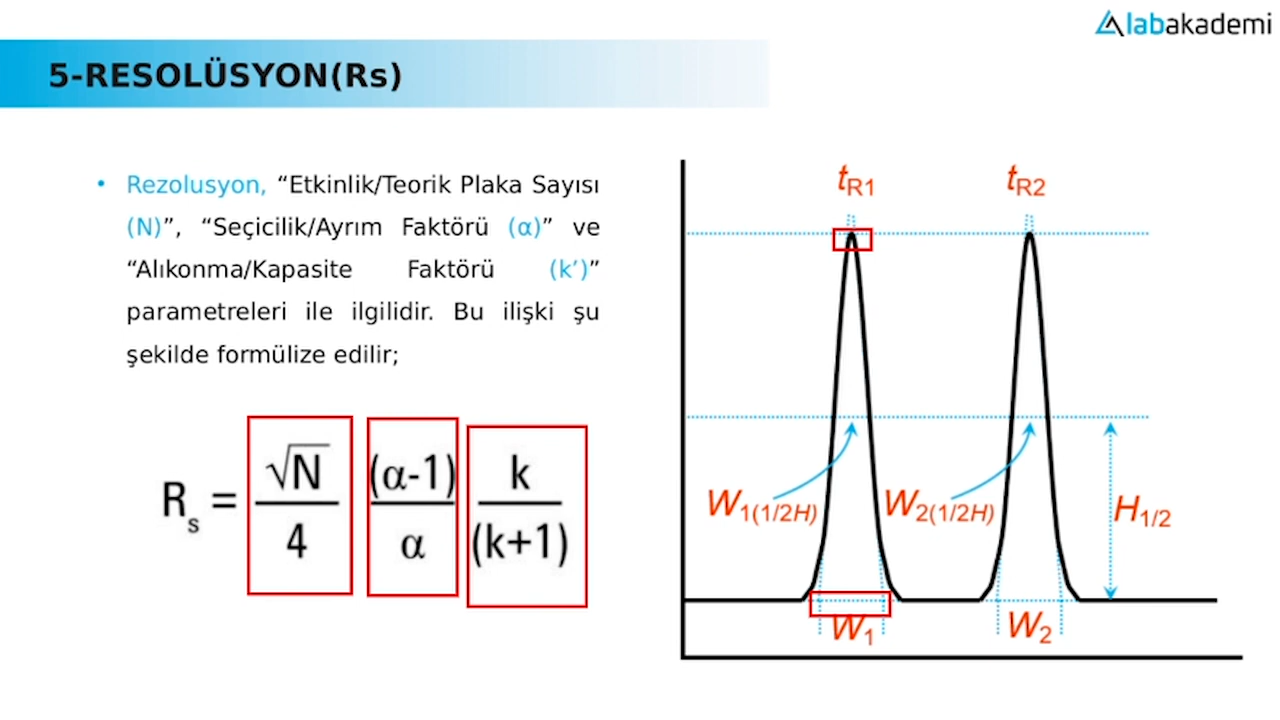 labakademi
5-RESOLÜSYON(Rs)
• Rezolusyon, “Etkinlik/Teorik Plaka Sayısı
(N)”, “Seçicilik/Ayrım Faktörü (α)” ve
“Alıkonma/Kapasite Faktörü (k’)”
parametreleri ile ilgilidir. Bu ilişki şu
şekilde formülize edilir;
Rs = √N/4 (α-1)/α k/(k+1)
tR1 tR2
W1(1/2H) W2(1/2H) H1/2
W1 W2